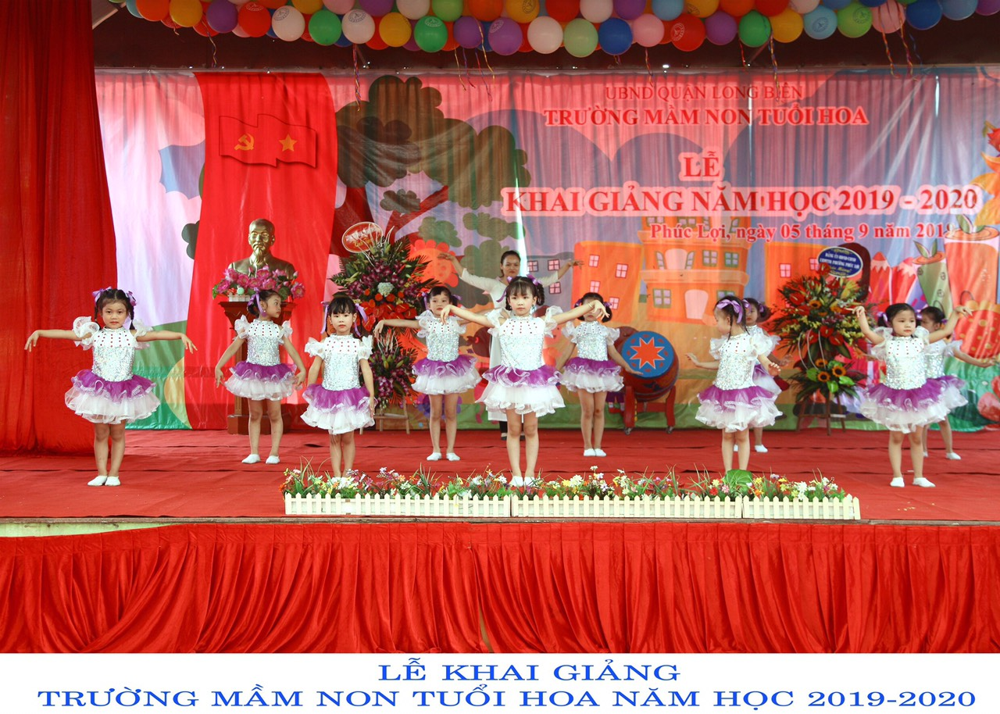 UBND QUẬN LONG BIÊN
TRƯỜNG MẦM NON TUỔI HOA
LỄ
KHAI GIẢNG NĂM HỌC 2019 - 2020
Phúc Lợi, ngày 05 tháng 9 năm 2019
LỄ KHAI GIẢNG
TRƯỜNG MẦM NON TUỔI HOA NĂM HỌC 2019-2020